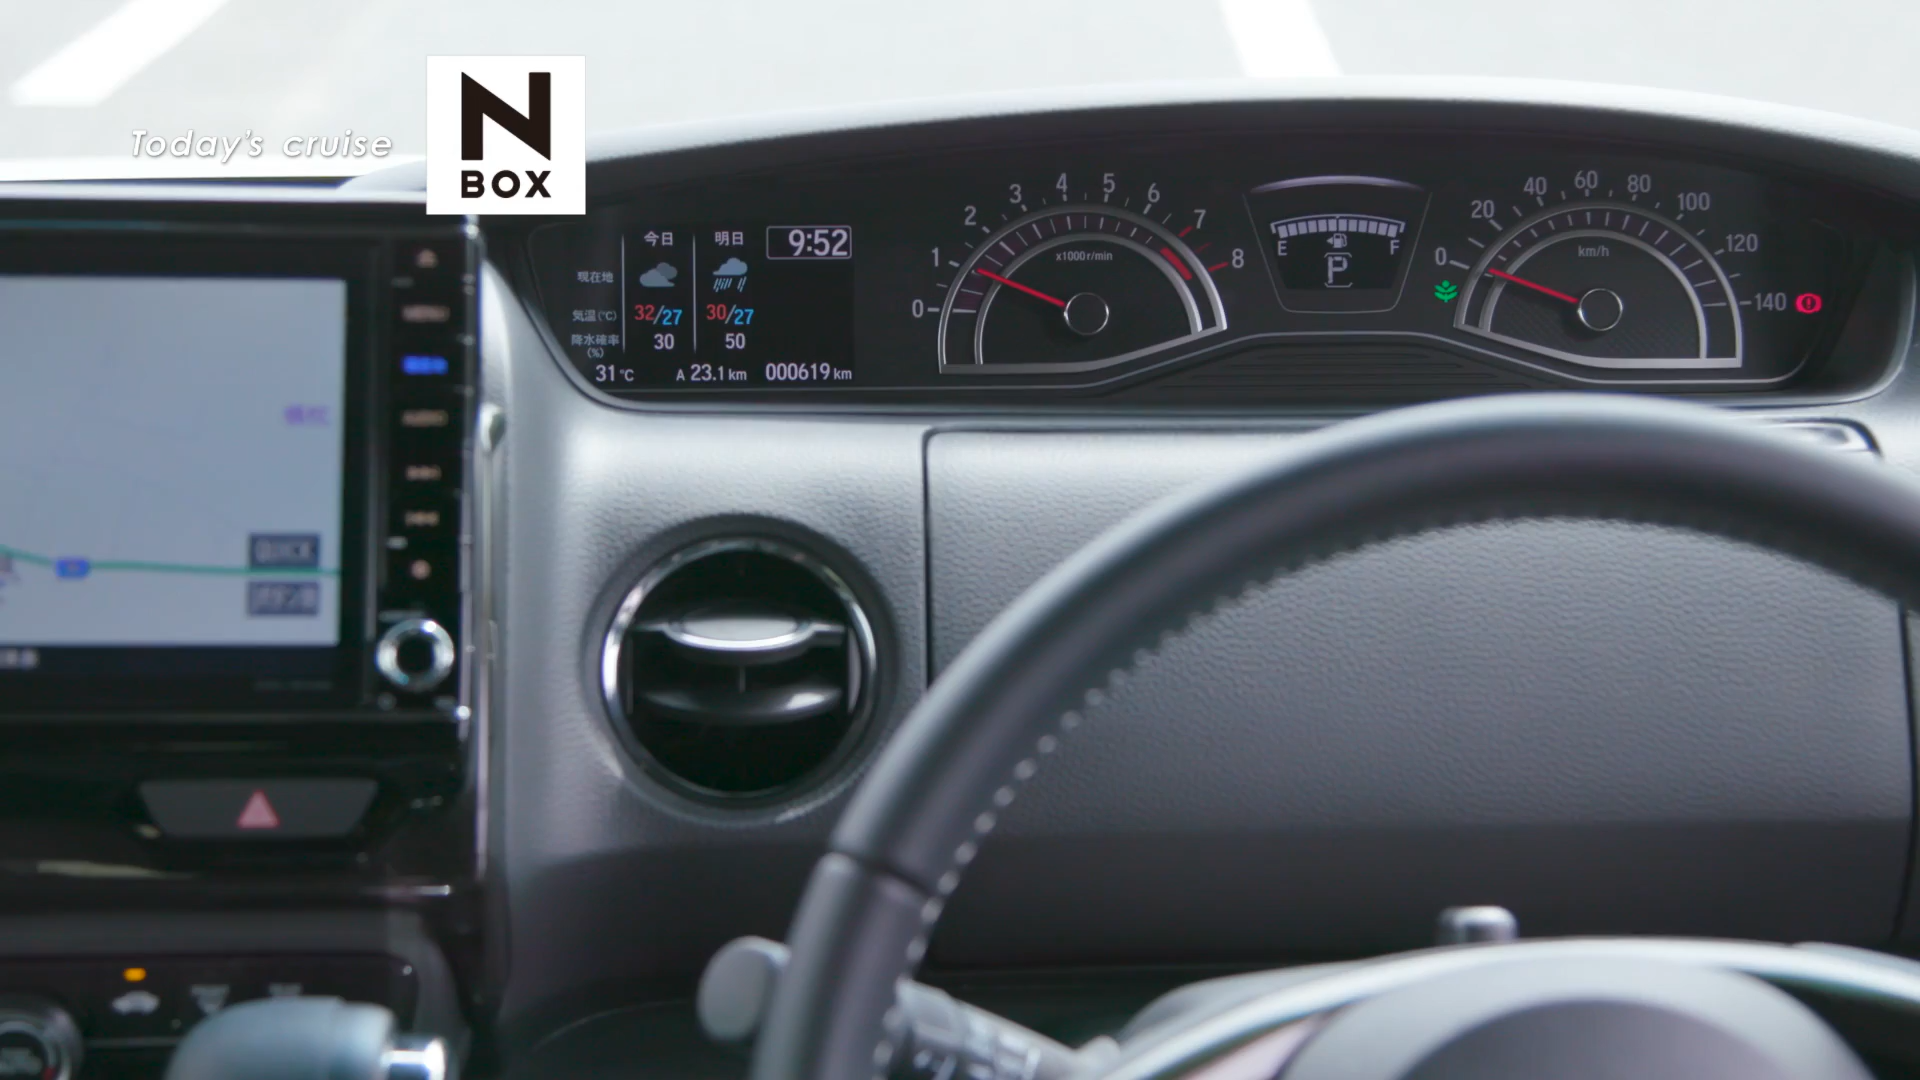 Today's cruise
N
BOX
今日 明日 9:52
現在地
気温(℃) 32/27 30/27
降水確率 30 50
(%)
31℃ A 23.1 km 000619 km
0 1 2 3 4 5 6 7 8
x1000r/min
E F
P
0 20 40 60 80 100 120 140
km/h